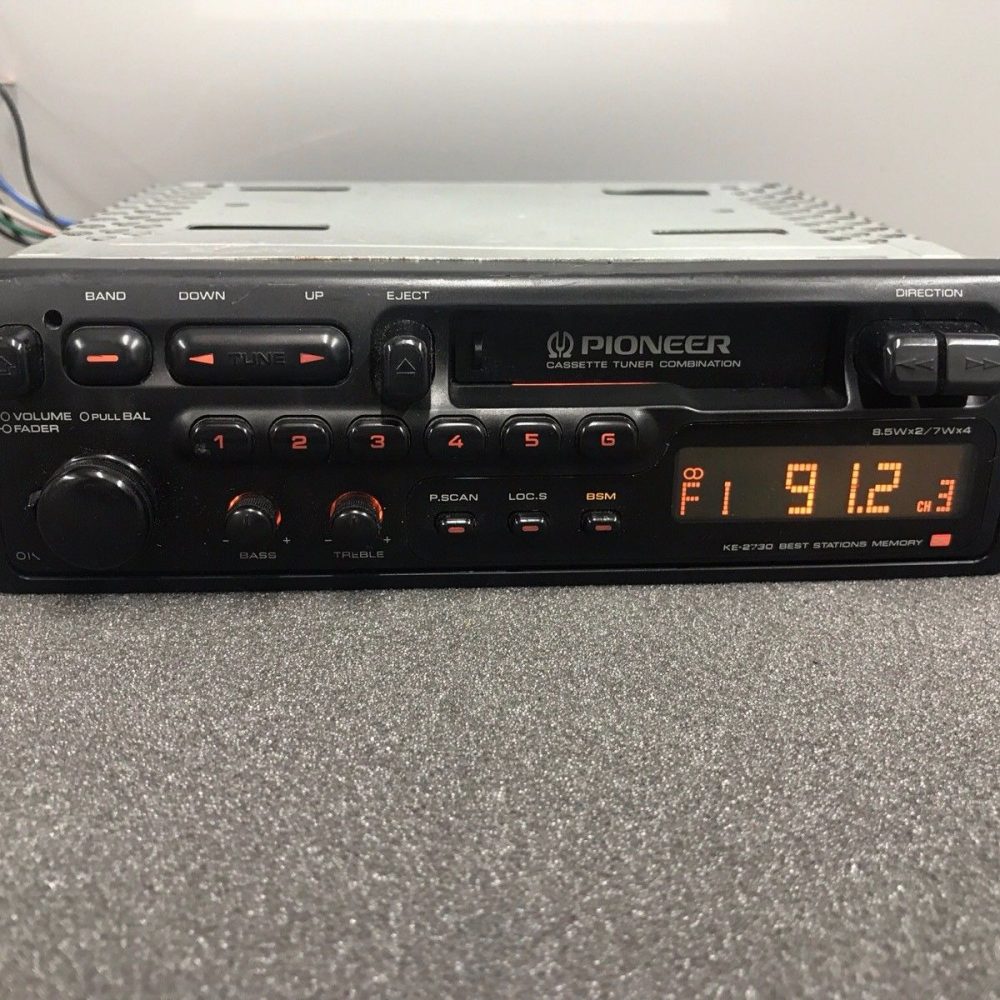 BAND DOWN UP EJECT DIRECTION
TUNE
PIONEER
CASSETTE TUNER COMBINATION
VOLUME PULL BAL
FADER
1 2 3 4 5 6
8.5W×2/7W×4
F1 91.2 CH 3
P.SCAN LOC.S BSM
- + - +
BASS TREBLE
KE-2730 BEST STATIONS MEMORY